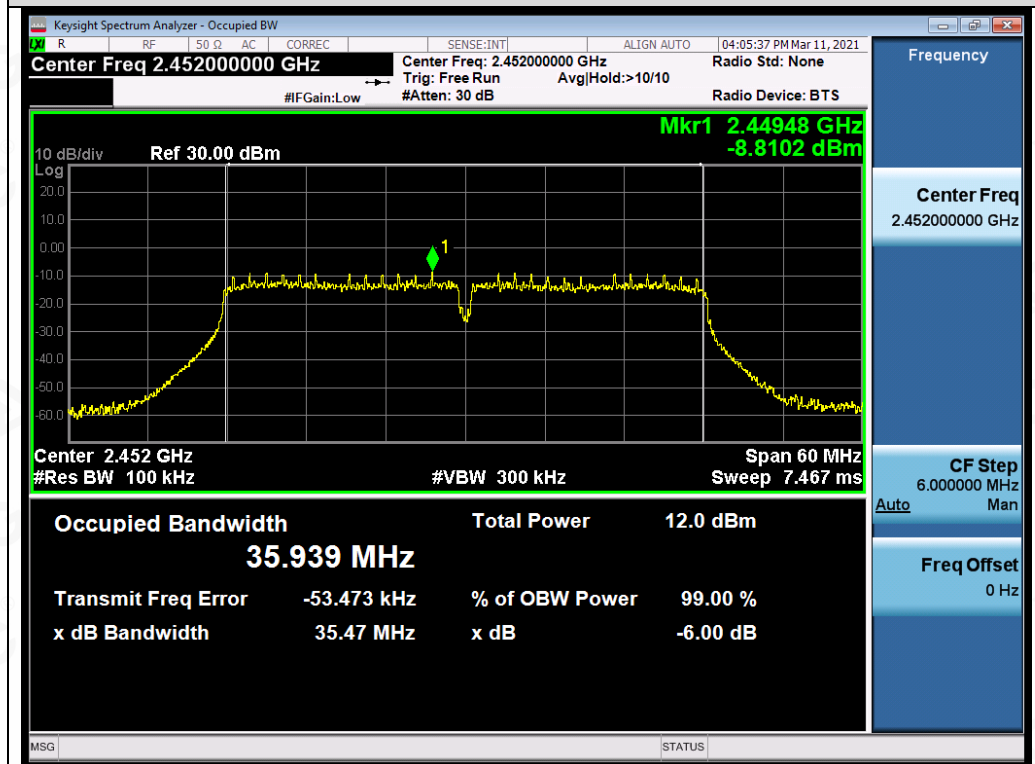 Keysight Spectrum Analyzer - Occupied BW
LXI R RF 50 Ω AC CORREC SENSE:INT ALIGN AUTO 04:05:37 PM Mar 11, 2021
Center Freq 2.452000000 GHz
Center Freq: 2.452000000 GHz
Radio Std: None
Trig: Free Run Avg|Hold:>10/10
#IFGain:Low
#Atten: 30 dB
Radio Device: BTS
Mkr1 2.44948 GHz
-8.8102 dBm
10 dB/div Ref 30.00 dBm
Log
20.0
10.0
0.00
-10.0
-20.0
-30.0
-40.0
-50.0
-60.0
1
Center 2.452 GHz Span 60 MHz
#Res BW 100 kHz #VBW 300 kHz Sweep 7.467 ms
Occupied Bandwidth Total Power 12.0 dBm
35.939 MHz
Transmit Freq Error -53.473 kHz % of OBW Power 99.00 %
x dB Bandwidth 35.47 MHz x dB -6.00 dB
MSG STATUS
Frequency
Center Freq
2.452000000 GHz
CF Step
6.000000 MHz
Auto Man
Freq Offset
0 Hz